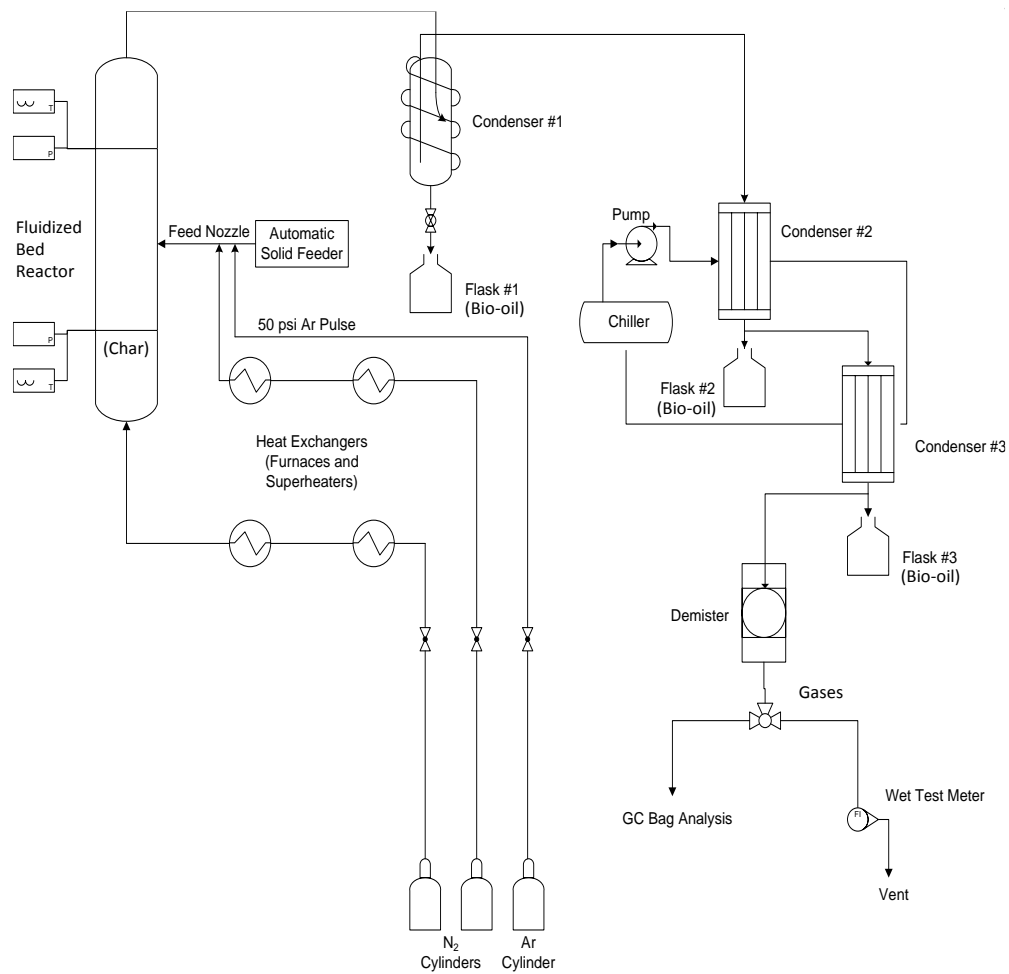 T
P
Condenser #1
Fluidized
Bed
Reactor
Feed Nozzle
Automatic
Solid Feeder
Pump
Condenser #2
Flask #1
(Bio-oil)
Chiller
50 psi Ar Pulse
P
(Char)
T
Flask #2
(Bio-oil)
Heat Exchangers
(Furnaces and
Superheaters)
Condenser #3
Flask #3
(Bio-oil)
Demister
Gases
Wet Test Meter
FI
GC Bag Analysis
Vent
N2
Cylinders
Ar
Cylinder